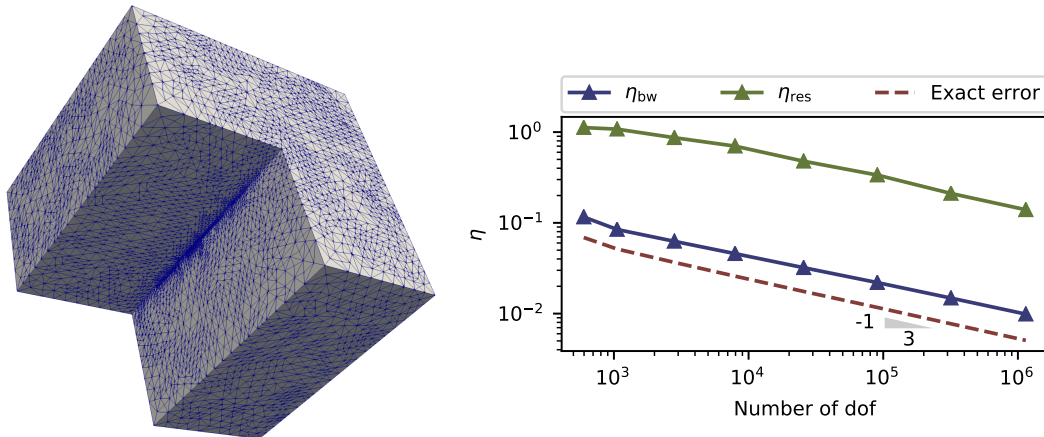 η_bw η_res Exact error
10^0
10^-1
10^-2
η
-1
3
10^3 10^4 10^5 10^6
Number of dof